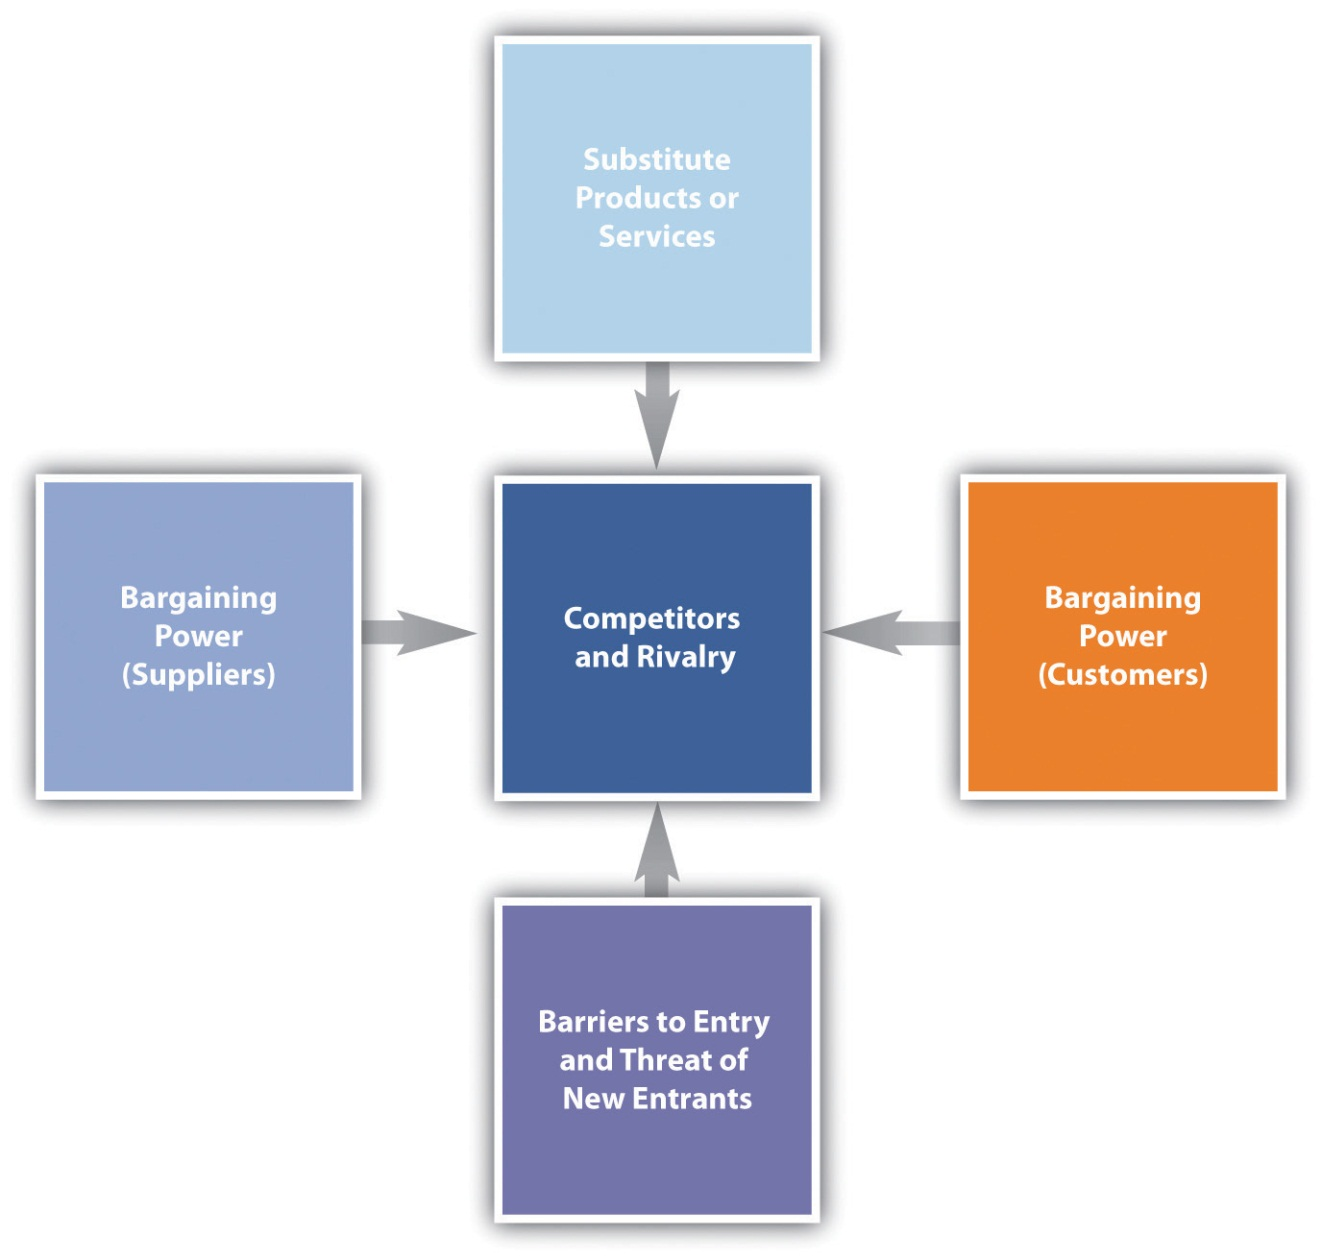 Substitute
Products or
Services
Bargaining
Power
(Suppliers)
Competitors
and Rivalry
Bargaining
Power
(Customers)
Barriers to Entry
and Threat of
New Entrants